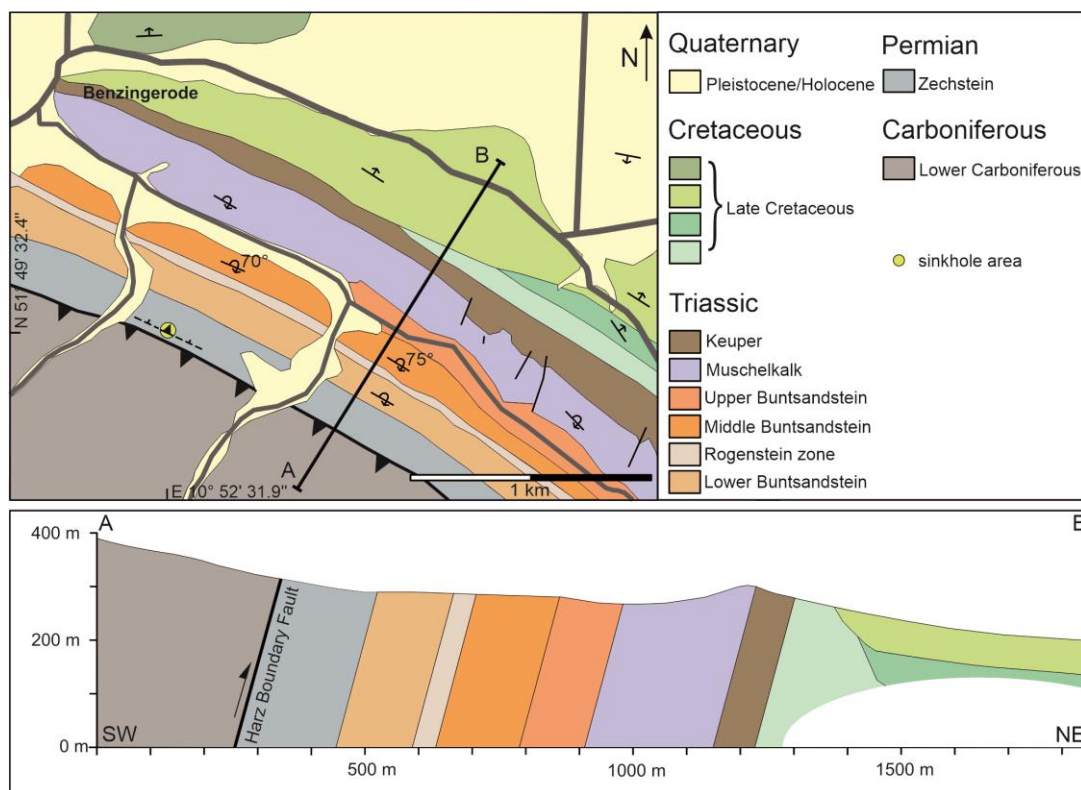 Benzingerode
N
B
70°
75°
A
N 51° 49' 32.4"
E 10° 52' 31.9"
1 km
Quaternary
Pleistocene/Holocene
Cretaceous
Late Cretaceous
Triassic
Keuper
Muschelkalk
Upper Buntsandstein
Middle Buntsandstein
Rogenstein zone
Lower Buntsandstein
Permian
Zechstein
Carboniferous
Lower Carboniferous
sinkhole area
A
400 m
200 m
0 m
SW
Harz Boundary Fault
NE
500 m
1000 m
1500 m